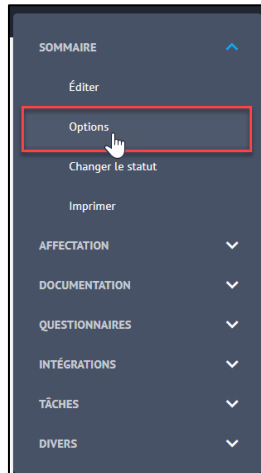 SOMMAIRE
Éditer
Options
Changer le statut
Imprimer
AFFECTATION
DOCUMENTATION
QUESTIONNAIRES
INTÉGRATIONS
TÂCHES
DIVERS